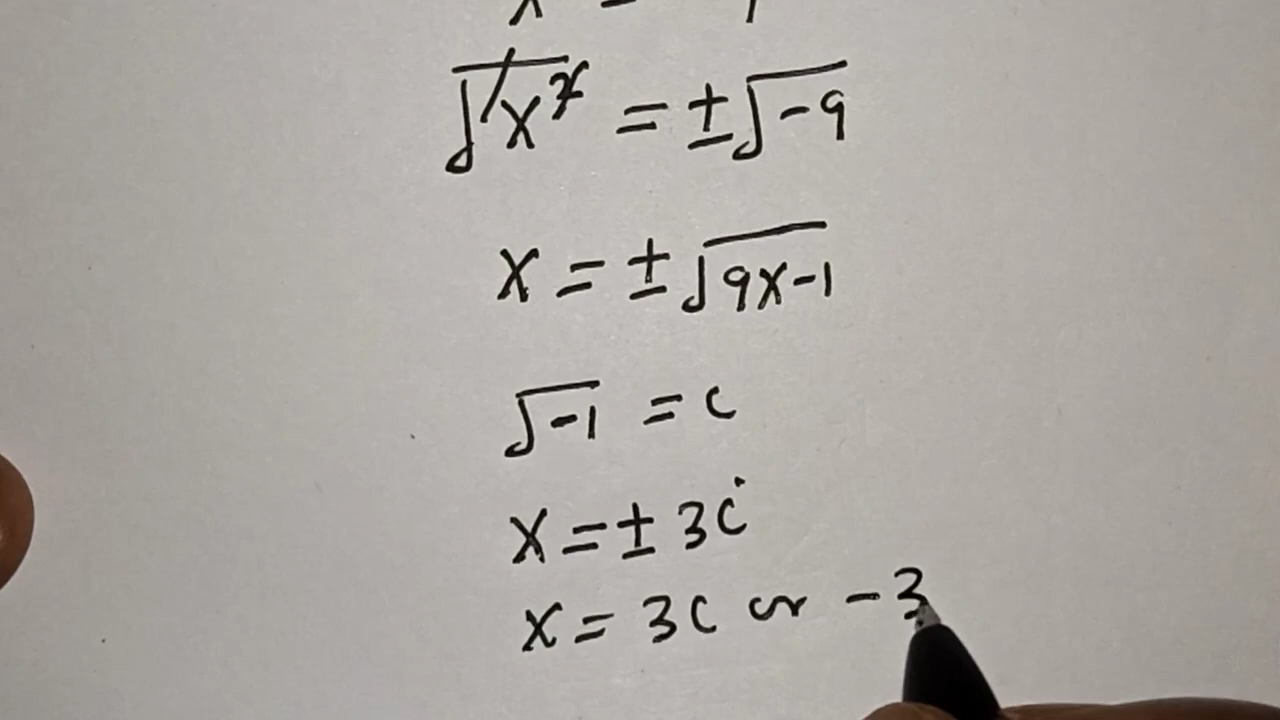 √x² = ±√-9
x = ±√9x-1
√-1 = i
x = ±3i
x = 3i or -3